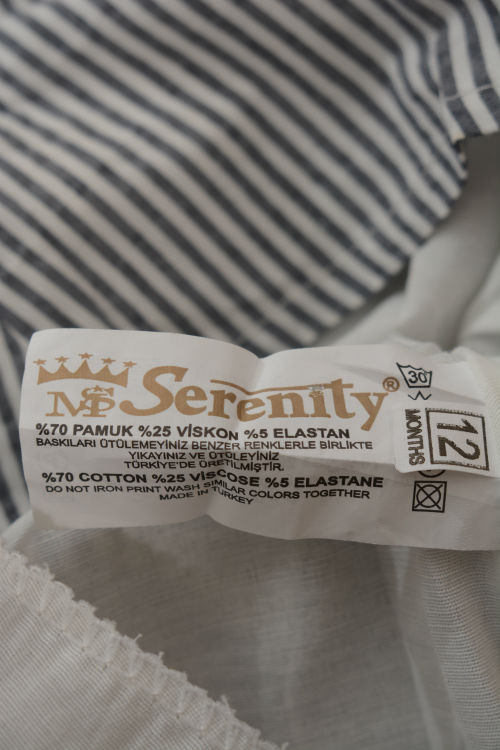 MS Serenity®
%70 PAMUK %25 VİSKON %5 ELASTAN
BASKILARI ÜTÜLEMEYİNİZ BENZER RENKLERLE BİRLİKTE
YIKAYINIZ VE ÜTÜLEYİNİZ
TÜRKİYE'DE ÜRETİLMİŞTİR.
%70 COTTON %25 VİSCOSE %5 ELASTANE
DO NOT IRON PRINT WASH SIMILAR COLORS TOGETHER
MADE IN TURKEY
30
12
MONTHS